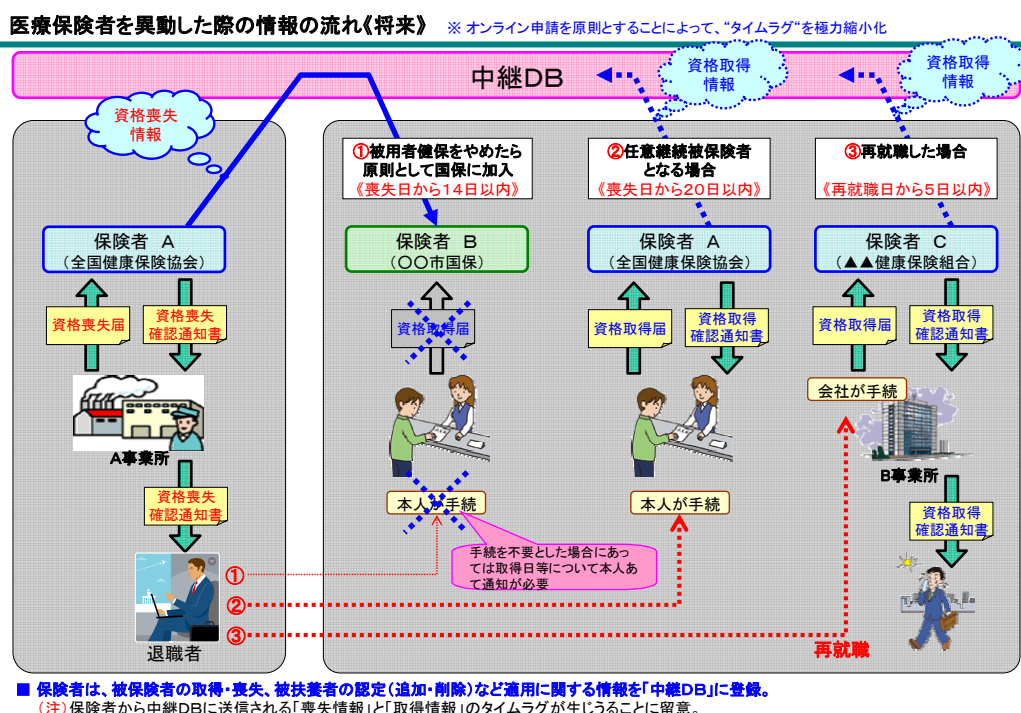 医療保険者を異動した際の情報の流れ《将来》
※ オンライン申請を原則とすることによって、“タイムラグ“を極力縮小化
中継DB
資格取得
情報
資格取得
情報
資格喪失
情報
①被用者健保をやめたら
原則として国保に加入
《喪失日から14日以内》
②任意継続被保険者
となる場合
《喪失日から20日以内》
③再就職した場合
《再就職日から5日以内》
保険者 A
(全国健康保険協会)
保険者 B
(○○市国保)
保険者 A
(全国健康保険協会)
保険者 C
(▲▲健康保険組合)
資格喪失届
資格喪失
確認通知書
資格取得届
資格取得届
資格取得
確認通知書
資格取得届
資格取得
確認通知書
会社が手続
A事業所
B事業所
資格喪失
確認通知書
本人が手続
本人が手続
資格取得
確認通知書
手続を不要とした場合にあっ
ては取得日等について本人あ
て通知が必要
①
②
③
退職者
再就職
■ 保険者は、被保険者の取得・喪失、被扶養者の認定(追加・削除)など適用に関する情報を「中継DB」に登録。
(注)保険者から中継DBに送信される「喪失情報」と「取得情報」のタイムラグが生じうることに留意。